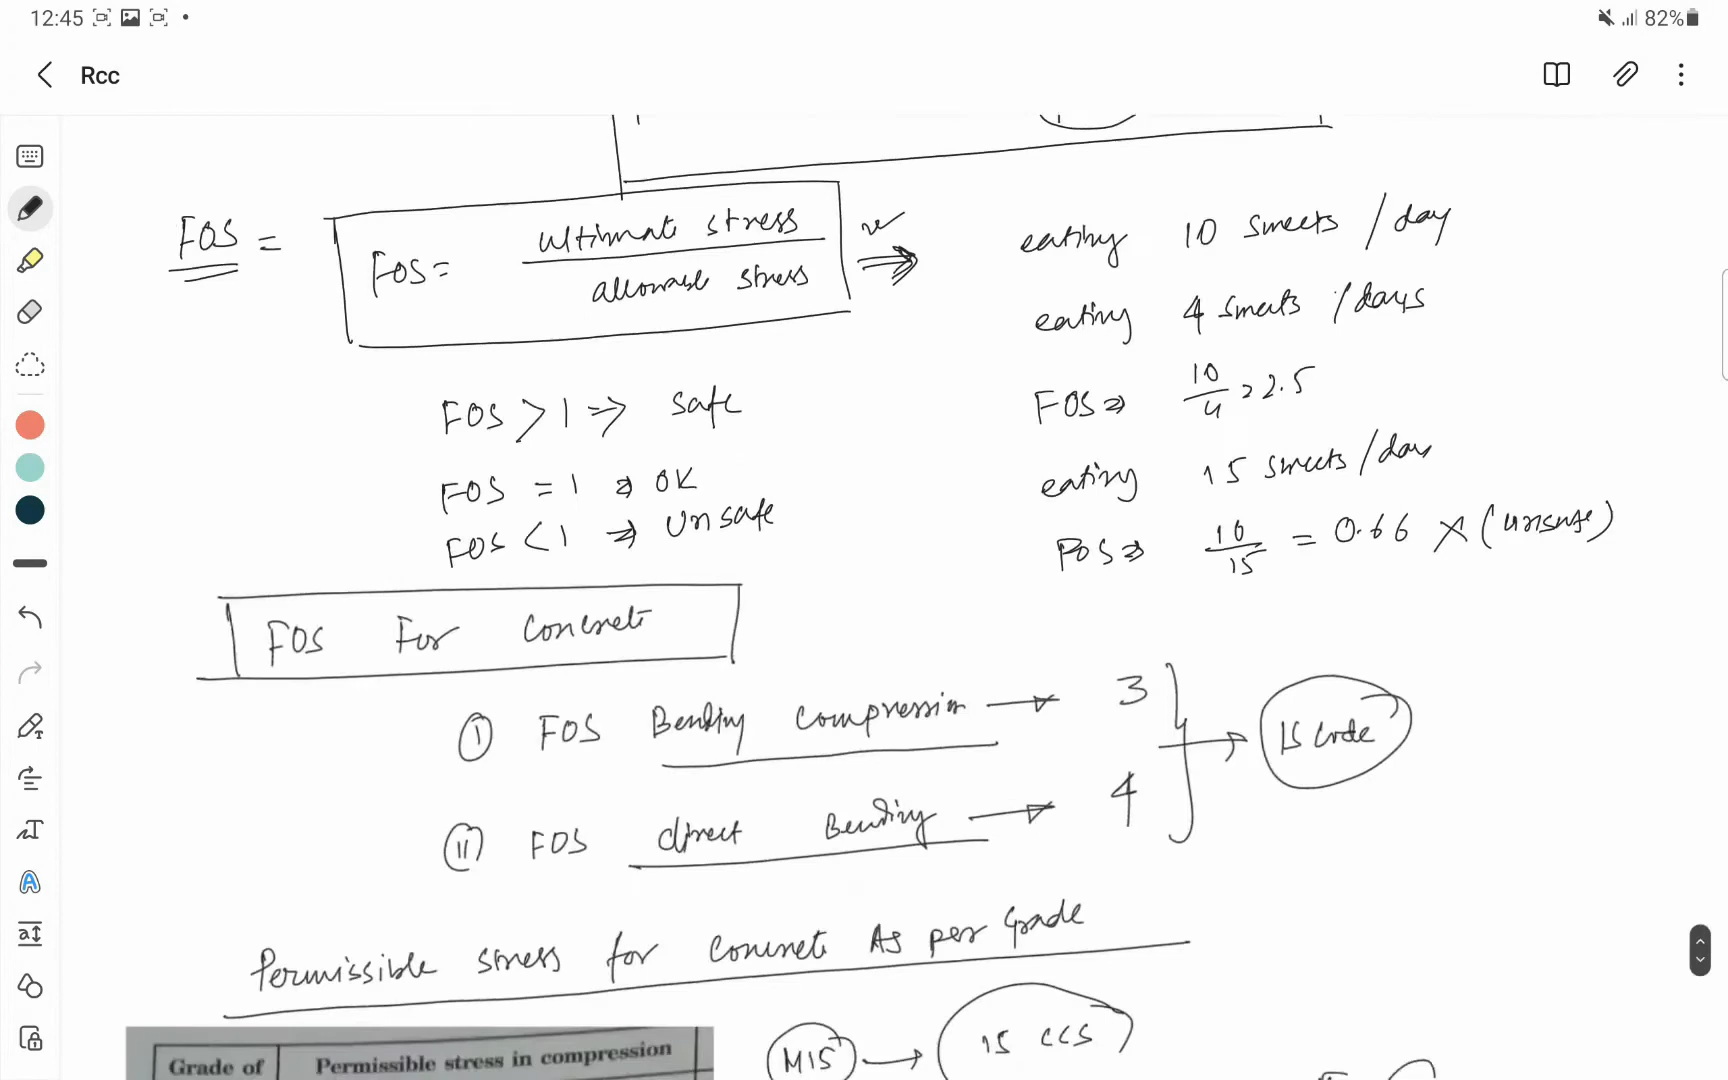 12:45 82%
Rcc
FOS =
FOS = ultimate stress
allowable stress
FOS > 1 => safe
FOS = 1 => OK
FOS < 1 => Unsafe
eating 10 sweets / day
eating 4 sweets / days
FOS => 10/4 = 2.5
eating 15 sweets / day
FOS => 10/15 = 0.66 X (unsafe)
FOS For Concrete
(i) FOS Bending Compression → 3
(ii) FOS direct Bending → 4
IS Code
Permissible stress for Concrete As per Grade
M15 → 15 CCS
Grade of Permissible stress in compression